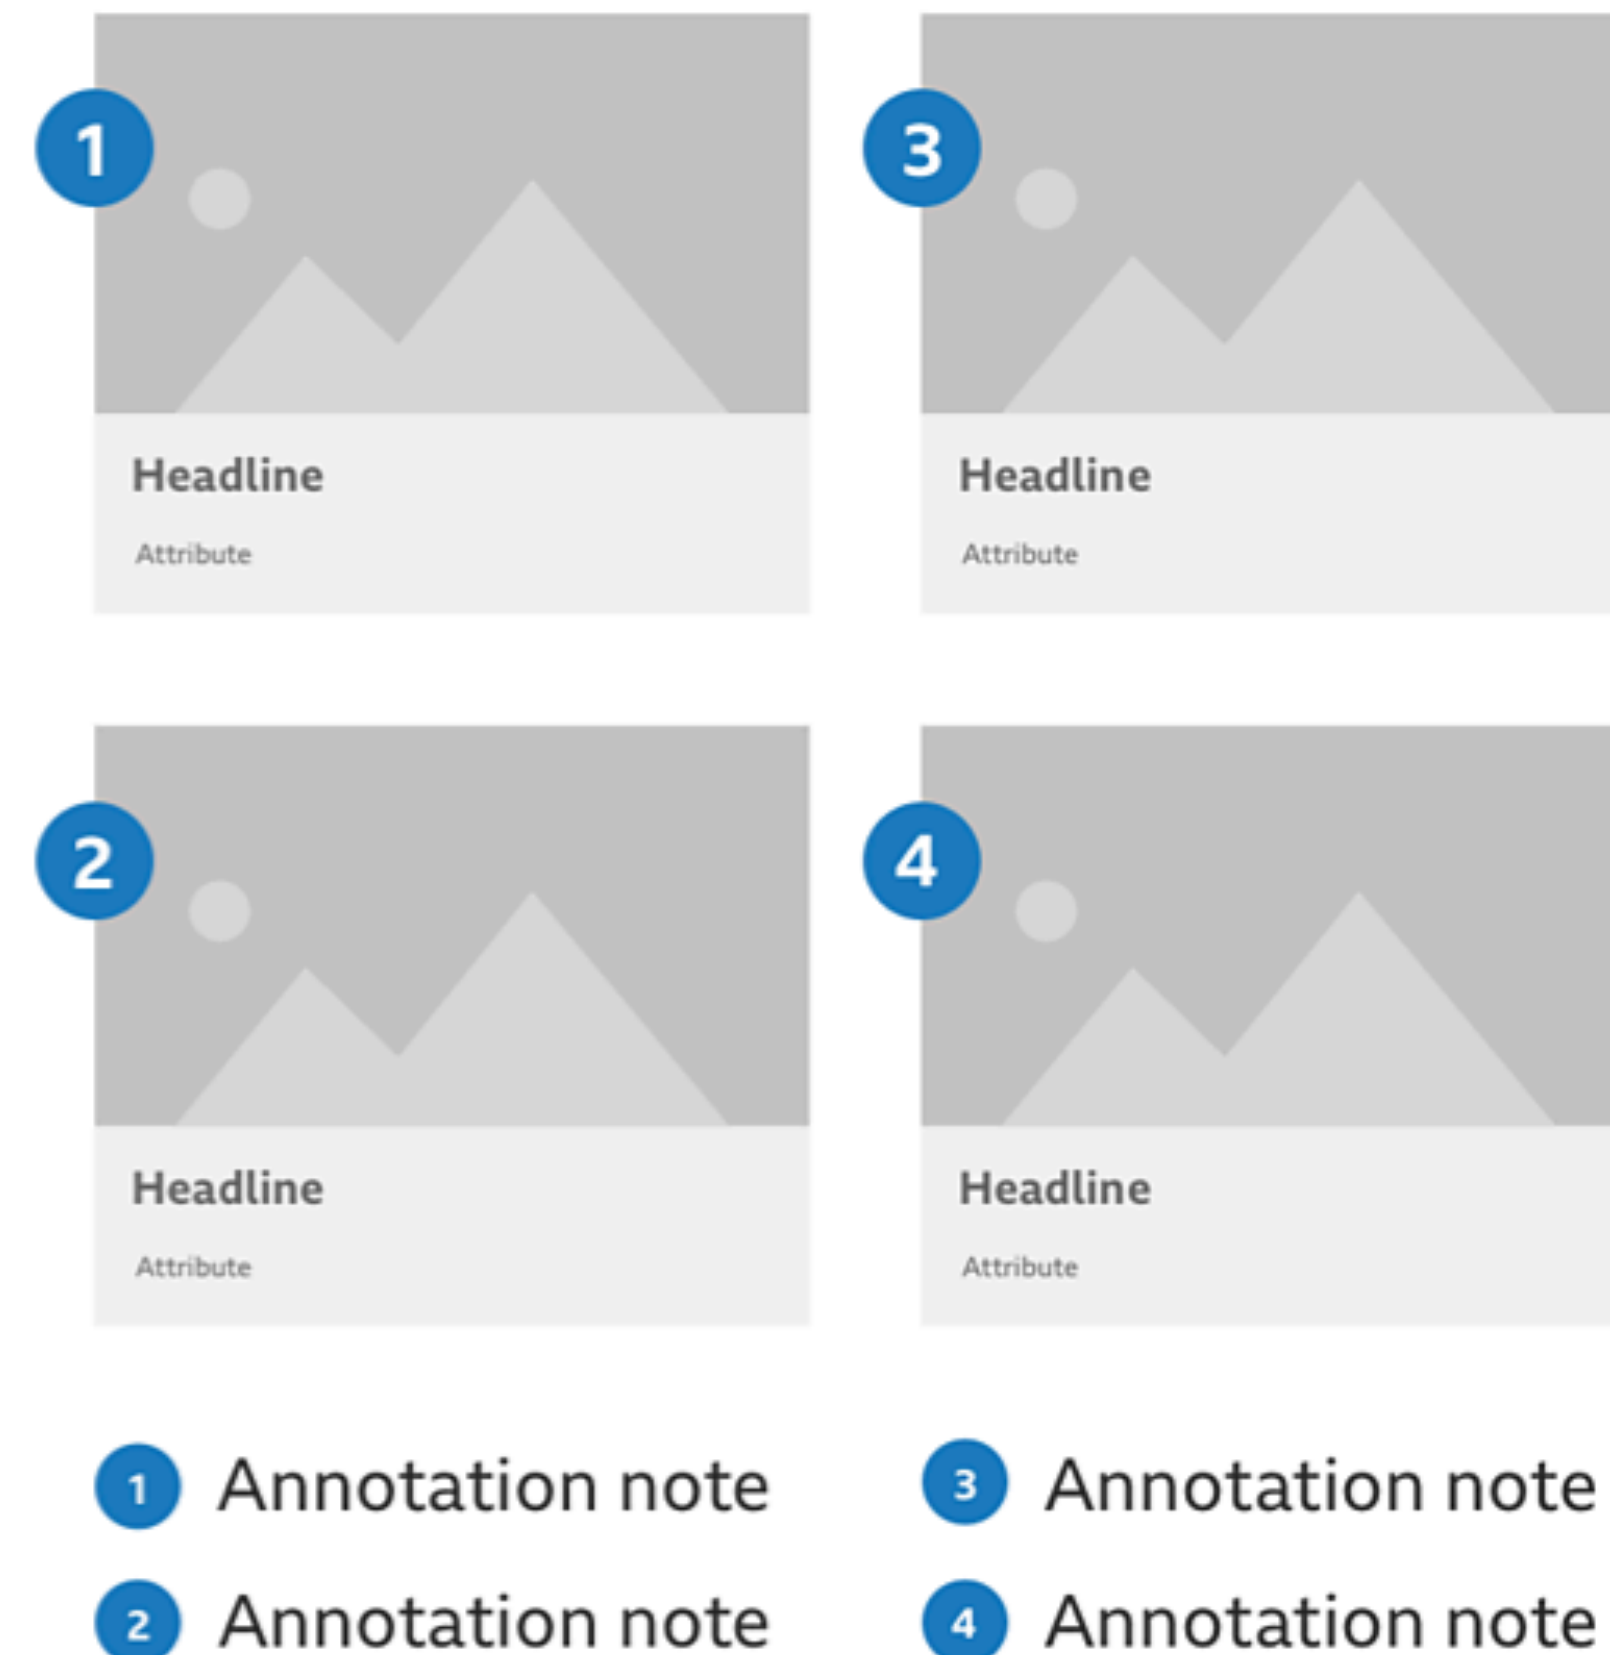 1
3
Headline
Attribute
Headline
Attribute
2
4
Headline
Attribute
Headline
Attribute
1 Annotation note
3 Annotation note
2 Annotation note
4 Annotation note